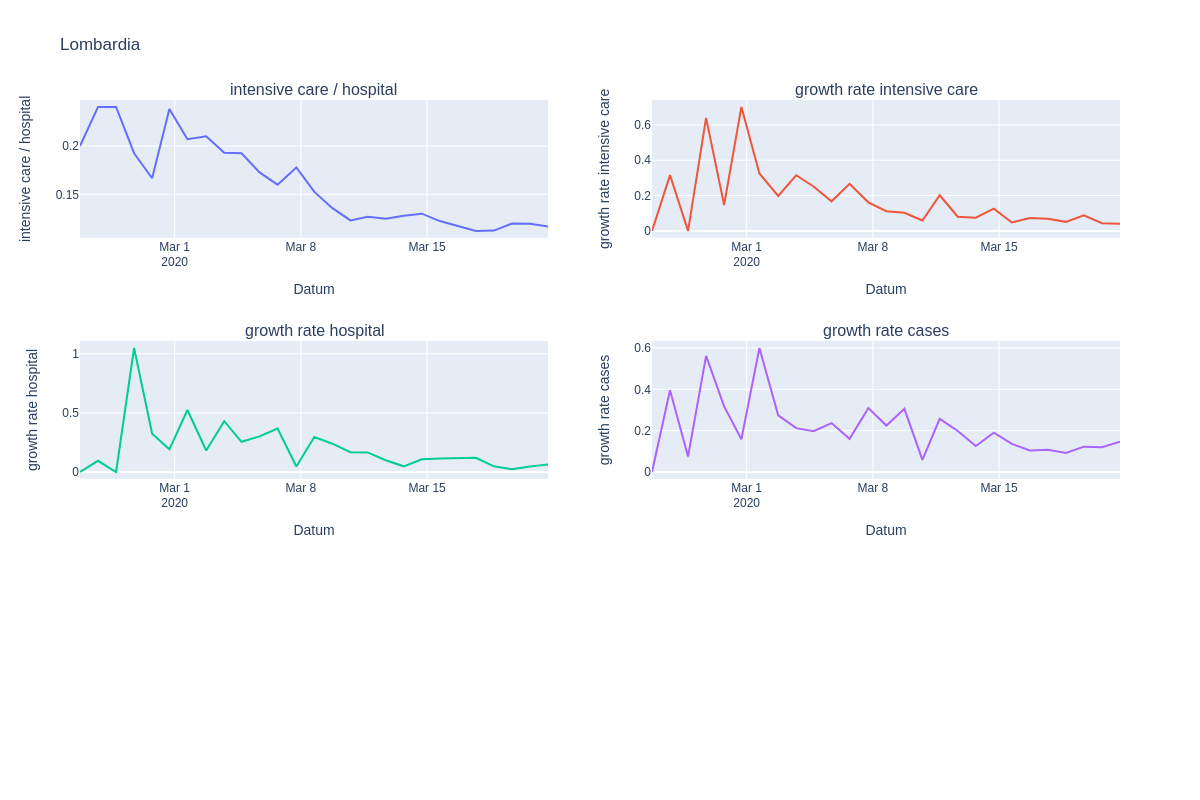 Lombardia
intensive care / hospital
intensive care / hospital
0.2
0.15
Mar 1
2020
Mar 8
Mar 15
Datum
growth rate intensive care
growth rate intensive care
0.6
0.4
0.2
0
Mar 1
2020
Mar 8
Mar 15
Datum
growth rate hospital
growth rate hospital
1
0.5
0
Mar 1
2020
Mar 8
Mar 15
Datum
growth rate cases
growth rate cases
0.6
0.4
0.2
0
Mar 1
2020
Mar 8
Mar 15
Datum